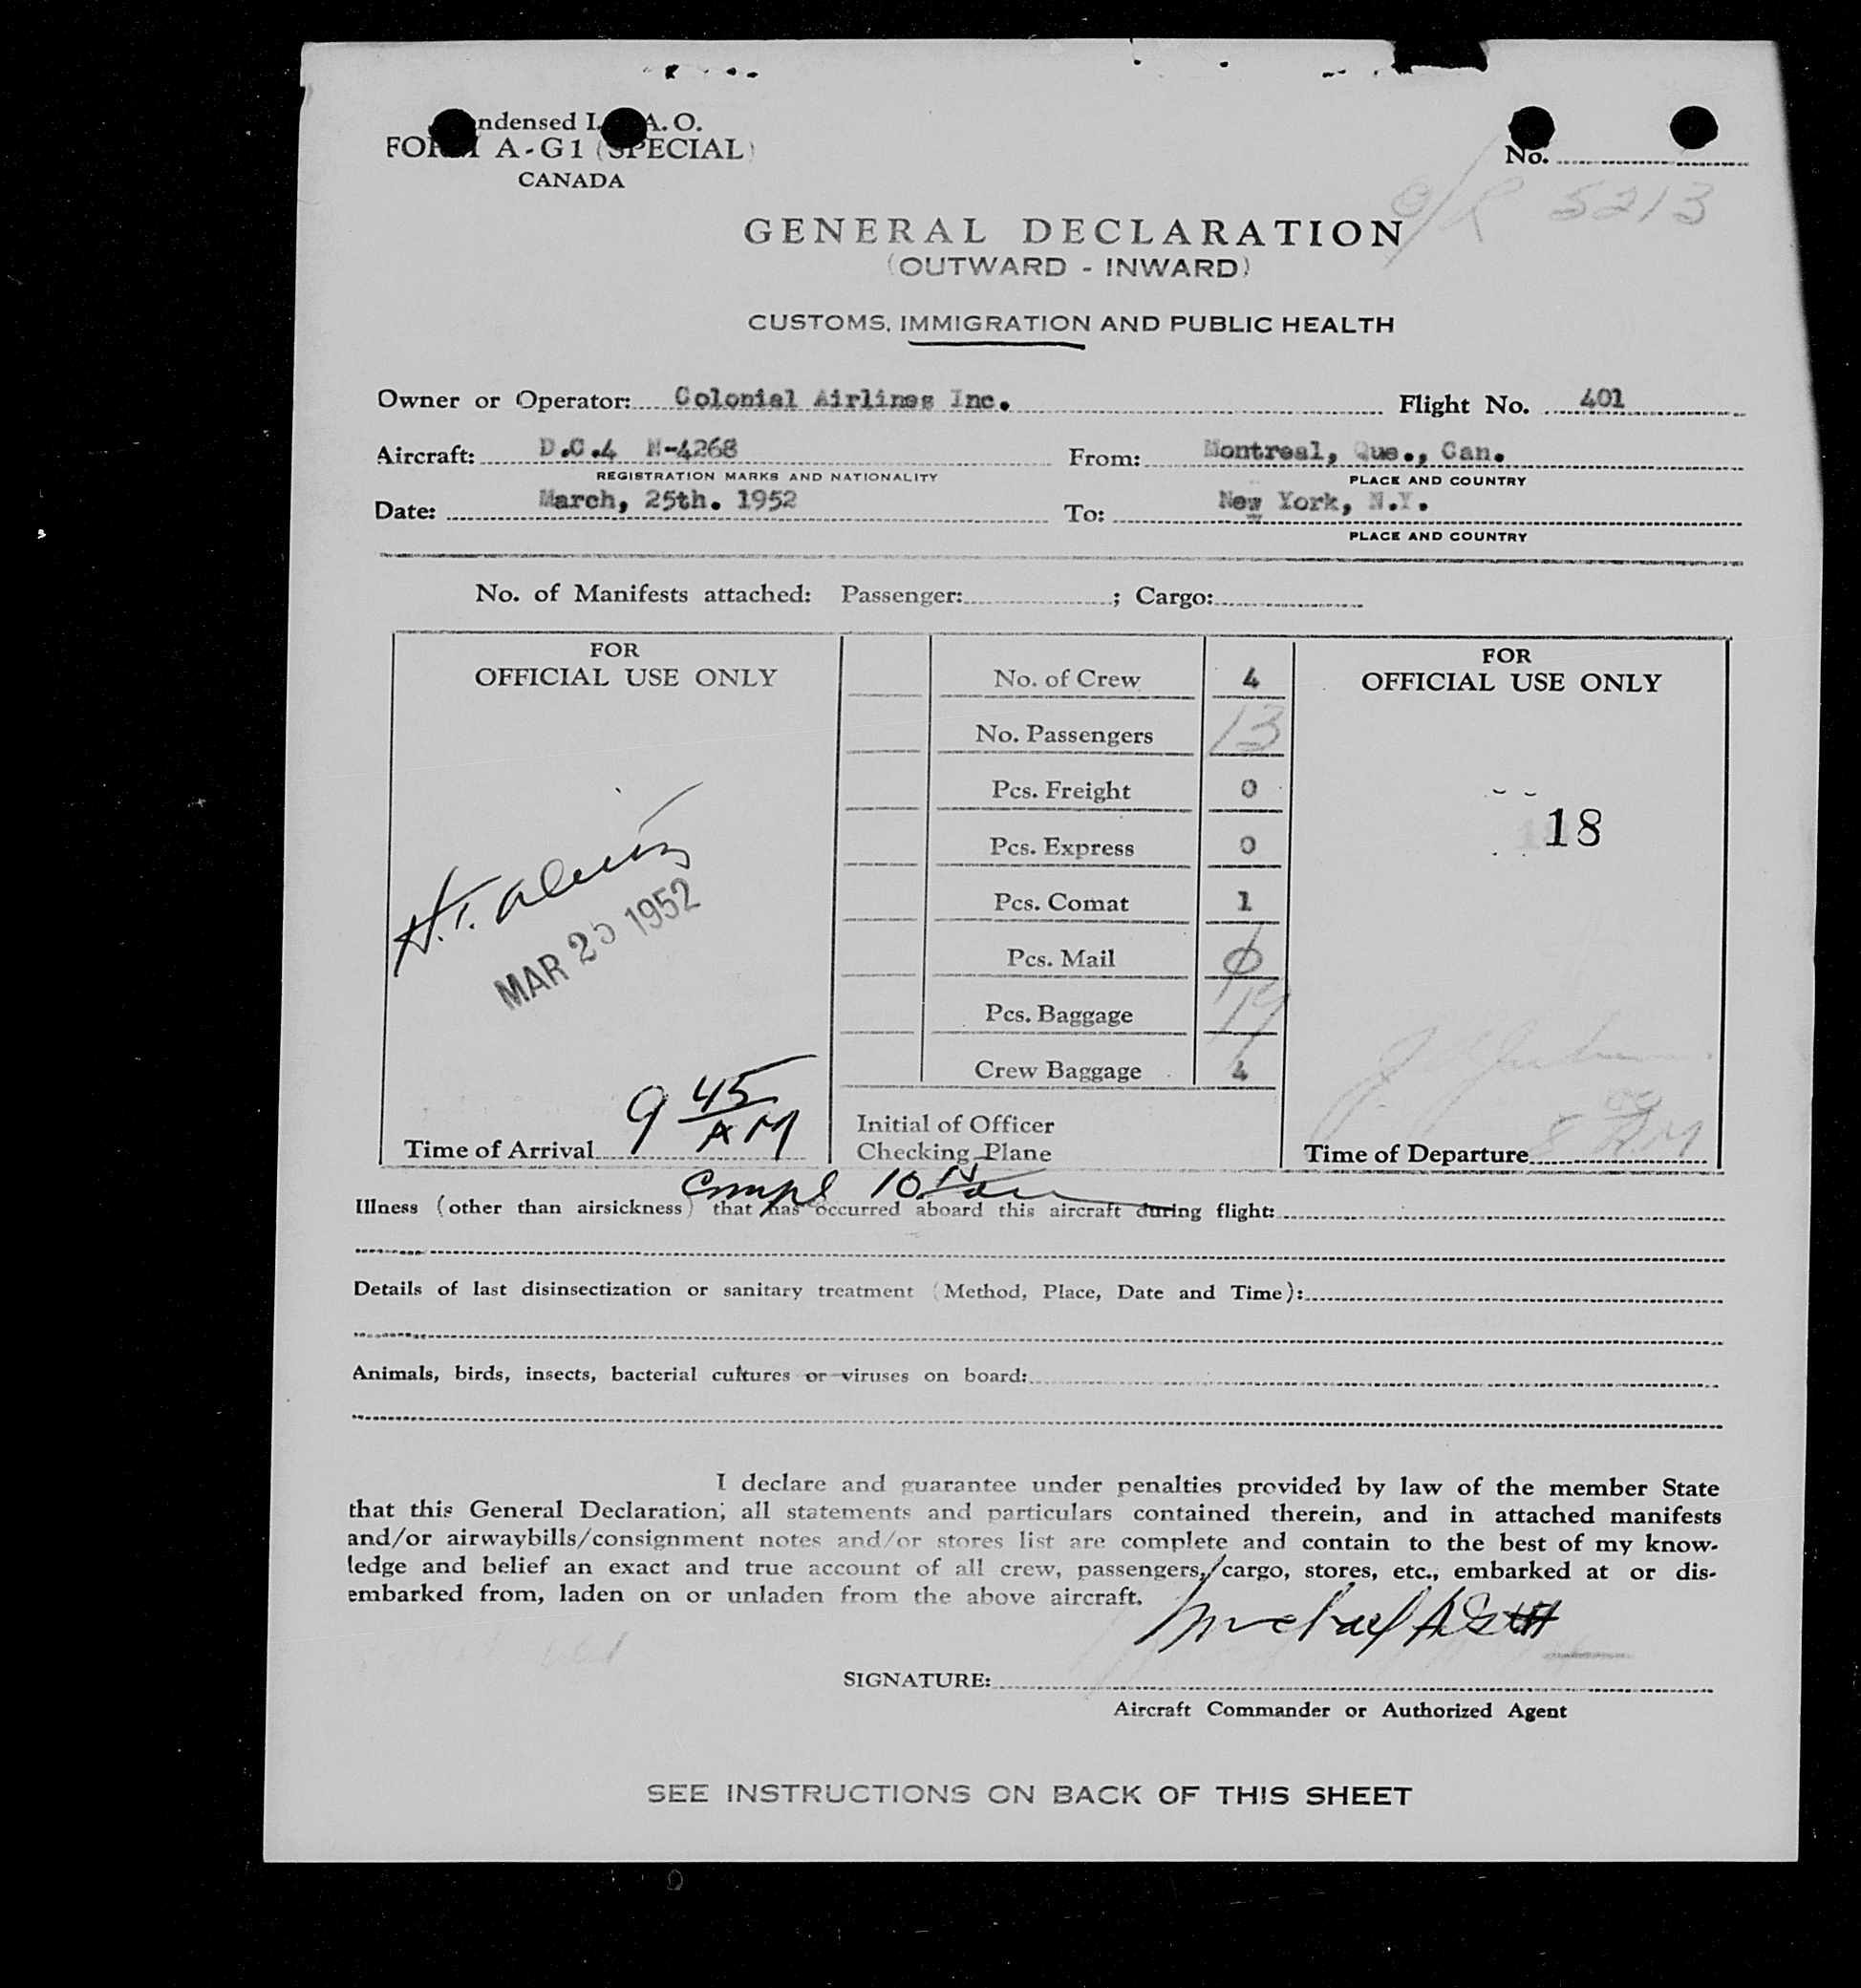 ndensed I. A. O.
FORM A-G1 (SPECIAL)
CANADA
No.
5213
GENERAL DECLARATION
(OUTWARD - INWARD)
CUSTOMS, IMMIGRATION AND PUBLIC HEALTH
Owner or Operator: Colonial Airlines Inc. Flight No. 401
Aircraft: D.C.4 N-4268 From: Montreal, Que., Can.
REGISTRATION MARKS AND NATIONALITY PLACE AND COUNTRY
Date: March, 25th. 1952 To: New York, N.Y.
PLACE AND COUNTRY
No. of Manifests attached: Passenger: ; Cargo:
FOR
OFFICIAL USE ONLY
MAR 25 1952
9 45 AM
Time of Arrival
No. of Crew 4
No. Passengers 13
Pcs. Freight 0
Pcs. Express 0
Pcs. Comat 1
Pcs. Mail 0
Pcs. Baggage
Crew Baggage 4
Initial of Officer
Checking Plane
FOR
OFFICIAL USE ONLY
18
8 00 AM
Time of Departure
Compl 10
Illness (other than airsickness) that has occurred aboard this aircraft during flight:
Details of last disinsectization or sanitary treatment (Method, Place, Date and Time):
Animals, birds, insects, bacterial cultures or viruses on board:
I declare and guarantee under penalties provided by law of the member State
that this General Declaration, all statements and particulars contained therein, and in attached manifests
and/or airwaybills/consignment notes and/or stores list are complete and contain to the best of my know-
ledge and belief an exact and true account of all crew, passengers, cargo, stores, etc., embarked at or dis-
embarked from, laden on or unladen from the above aircraft.
Michael
SIGNATURE:
Aircraft Commander or Authorized Agent
SEE INSTRUCTIONS ON BACK OF THIS SHEET